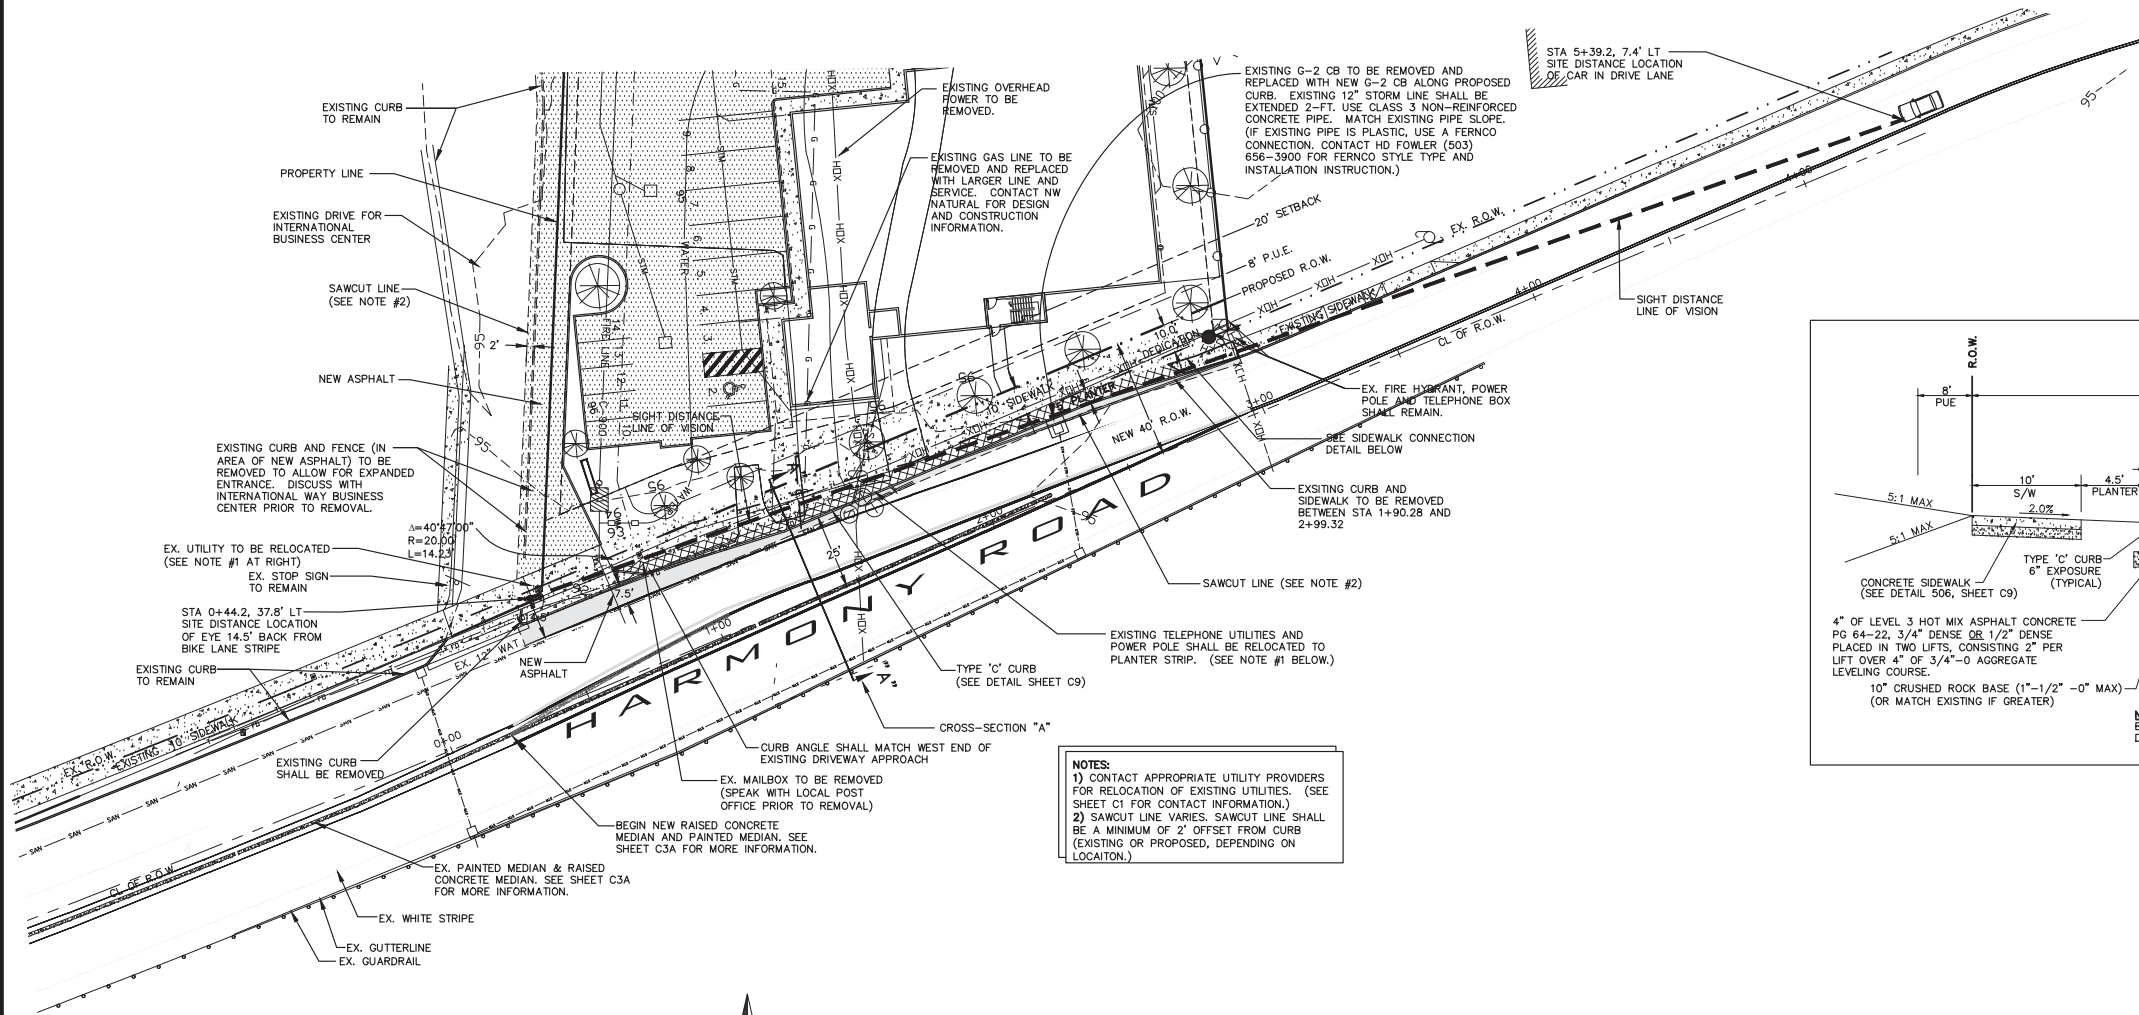 EXISTING CURB
TO REMAIN
PROPERTY LINE
EXISTING DRIVE FOR
INTERNATIONAL
BUSINESS CENTER
SAWCUT LINE
(SEE NOTE #2)
2'
NEW ASPHALT
EXISTING CURB AND FENCE (IN
AREA OF NEW ASPHALT) TO BE
REMOVED TO ALLOW FOR EXPANDED
ENTRANCE. DISCUSS WITH
INTERNATIONAL WAY BUSINESS
CENTER PRIOR TO REMOVAL.
Δ=40°47'00"
R=20.00'
L=14.23'
EX. UTILITY TO BE RELOCATED
(SEE NOTE #1 AT RIGHT)
EX. STOP SIGN
TO REMAIN
STA 0+44.2, 37.8' LT
SITE DISTANCE LOCATION
OF EYE 14.5' BACK FROM
BIKE LANE STRIPE
EXISTING CURB
TO REMAIN
EX. R.O.W.
EXISTING 10' SIDEWALK
EXISTING CURB
SHALL BE REMOVED
CL OF R.O.W.
EX. 12" WAT
NEW
ASPHALT
7.5'
25'
EXISTING OVERHEAD
POWER TO BE
REMOVED.
EXISTING GAS LINE TO BE
REMOVED AND REPLACED
WITH LARGER LINE AND
SERVICE. CONTACT NW
NATURAL FOR DESIGN
AND CONSTRUCTION
INFORMATION.
EXISTING G-2 CB TO BE REMOVED AND
REPLACED WITH NEW G-2 CB ALONG PROPOSED
CURB. EXISTING 12" STORM LINE SHALL BE
EXTENDED 2-FT. USE CLASS 3 NON-REINFORCED
CONCRETE PIPE. MATCH EXISTING PIPE SLOPE.
(IF EXISTING PIPE IS PLASTIC, USE A FERNCO
CONNECTION. CONTACT HD FOWLER (503)
656-3900 FOR FERNCO STYLE TYPE AND
INSTALLATION INSTRUCTION.)
STA 5+39.2, 7.4' LT
SITE DISTANCE LOCATION
OF CAR IN DRIVE LANE
95
20' SETBACK
8' P.U.E.
PROPOSED R.O.W.
EX. R.O.W.
EXISTING SIDEWALK
10.0'
DEDICATION
10' SIDEWALK
5' PLANTER
NEW 40' R.O.W.
WATER
FIRE LINE
SIGHT DISTANCE
LINE OF VISION
SIGHT DISTANCE
LINE OF VISION
CL OF R.O.W.
0+00
1+00
2+00
3+00
4+00
EX. FIRE HYDRANT, POWER
POLE AND TELEPHONE BOX
SHALL REMAIN.
SEE SIDEWALK CONNECTION
DETAIL BELOW
EXSITING CURB AND
SIDEWALK TO BE REMOVED
BETWEEN STA 1+90.28 AND
2+99.32
SAWCUT LINE (SEE NOTE #2)
EXISTING TELEPHONE UTILITIES AND
POWER POLE SHALL BE RELOCATED TO
PLANTER STRIP. (SEE NOTE #1 BELOW.)
HARMONY ROAD
TYPE 'C' CURB
(SEE DETAIL SHEET C9)
CROSS-SECTION "A"
CURB ANGLE SHALL MATCH WEST END OF
EXISTING DRIVEWAY APPROACH
EX. MAILBOX TO BE REMOVED
(SPEAK WITH LOCAL POST
OFFICE PRIOR TO REMOVAL)
BEGIN NEW RAISED CONCRETE
MEDIAN AND PAINTED MEDIAN. SEE
SHEET C3A FOR MORE INFORMATION.
EX. PAINTED MEDIAN & RAISED
CONCRETE MEDIAN. SEE SHEET C3A
FOR MORE INFORMATION.
EX. WHITE STRIPE
EX. GUTTERLINE
EX. GUARDRAIL
NOTES:
1) CONTACT APPROPRIATE UTILITY PROVIDERS
FOR RELOCATION OF EXISTING UTILITIES. (SEE
SHEET C1 FOR CONTACT INFORMATION.)
2) SAWCUT LINE VARIES. SAWCUT LINE SHALL
BE A MINIMUM OF 2' OFFSET FROM CURB
(EXISTING OR PROPOSED, DEPENDING ON
LOCAITON.)
R.O.W.
8'
PUE
10'
S/W
4.5'
PLANTER
2.0%
5:1 MAX
5:1 MAX
TYPE 'C' CURB
6" EXPOSURE
(TYPICAL)
CONCRETE SIDEWALK
(SEE DETAIL 506, SHEET C9)
4" OF LEVEL 3 HOT MIX ASPHALT CONCRETE
PG 64-22, 3/4" DENSE OR 1/2" DENSE
PLACED IN TWO LIFTS, CONSISTING 2" PER
LIFT OVER 4" OF 3/4"-0 AGGREGATE
LEVELING COURSE.
10" CRUSHED ROCK BASE (1"-1/2" -0" MAX)
(OR MATCH EXISTING IF GREATER)